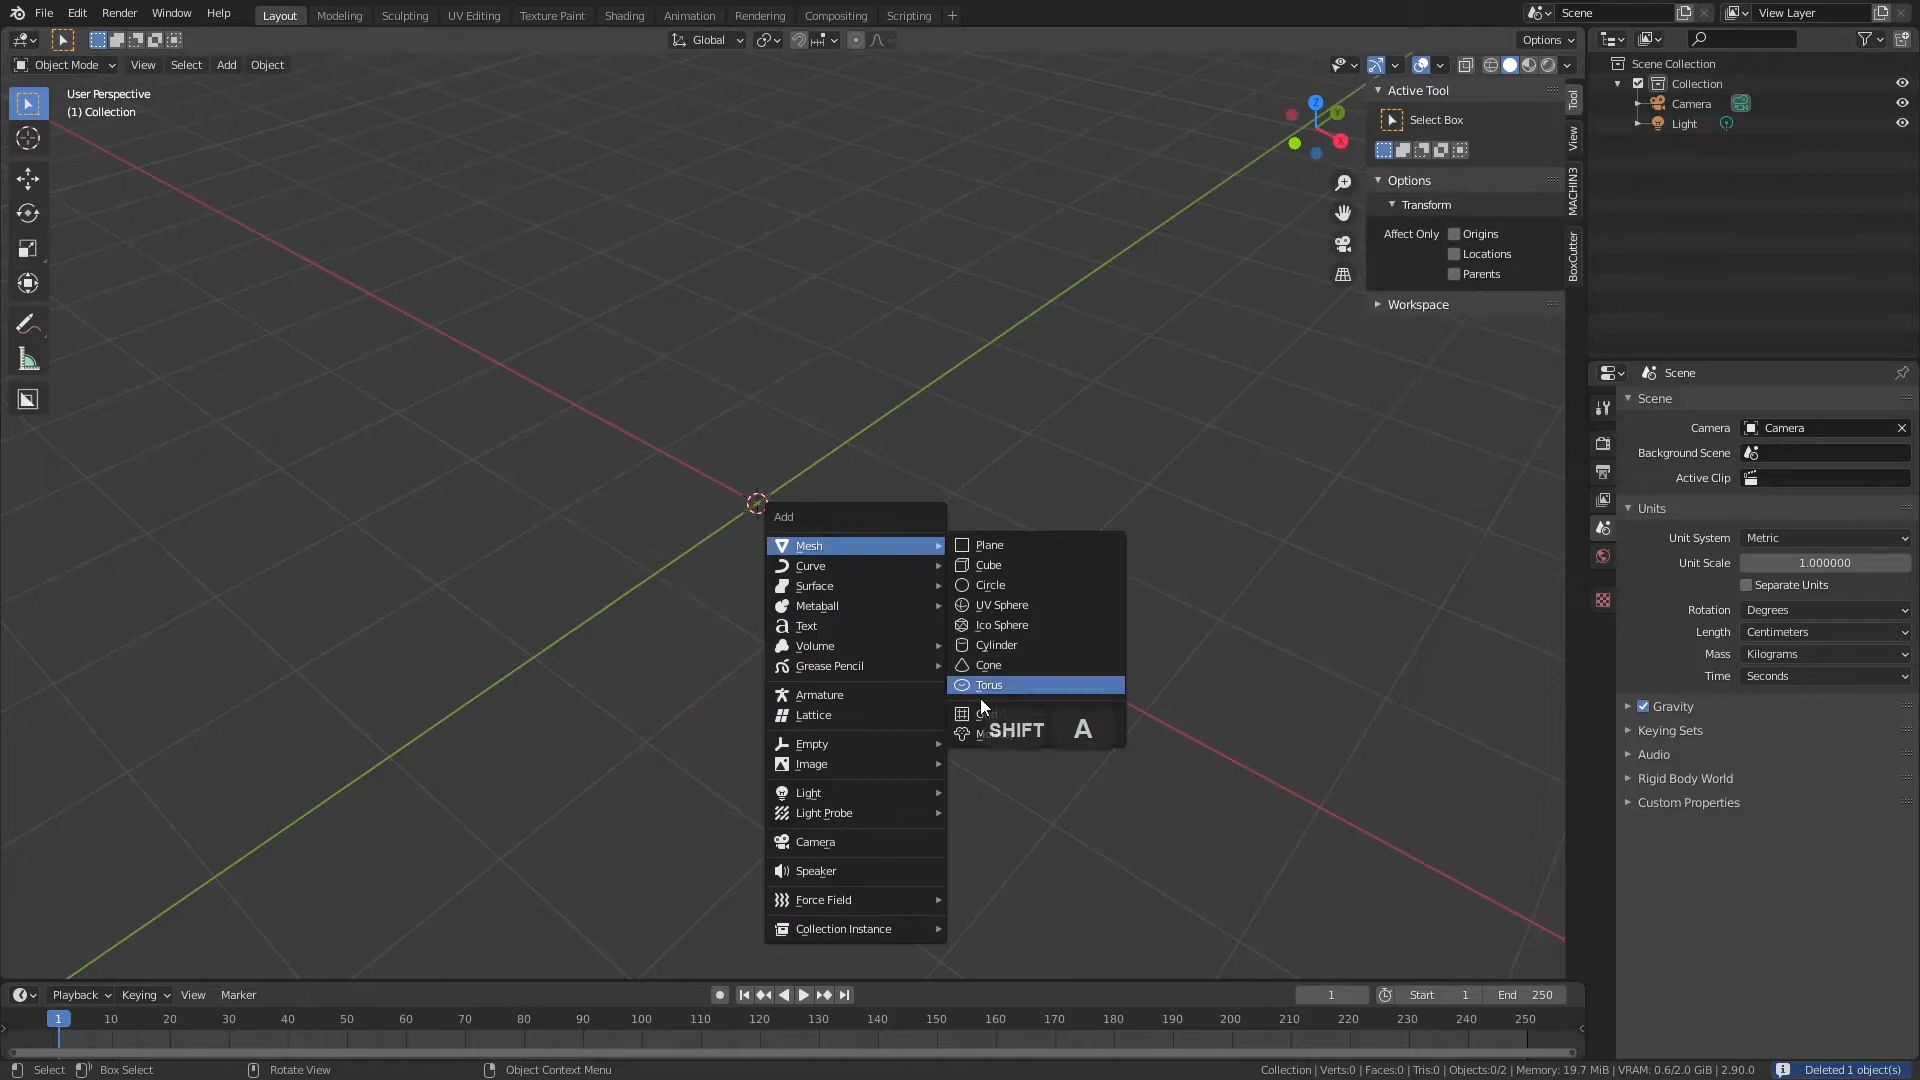 File Edit Render Window Help
Layout Modeling Sculpting UV Editing Texture Paint Shading Animation Rendering Compositing Scripting +
Scene
View Layer
Global
Options
Object Mode View Select Add Object
User Perspective
(1) Collection
Z
Y
X
Active Tool
Select Box
Options
Transform
Affect Only Origins
Locations
Parents
Workspace
Tool
View
MACHIN3
BoxCutter
Scene Collection
Collection
Camera
Light
Scene
Scene
Camera Camera
Background Scene
Active Clip
Units
Unit System Metric
Unit Scale 1.000000
Separate Units
Rotation Degrees
Length Centimeters
Mass Kilograms
Time Seconds
Gravity
Keying Sets
Audio
Rigid Body World
Custom Properties
Add
Mesh
Curve
Surface
Metaball
Text
Volume
Grease Pencil
Armature
Lattice
Empty
Image
Light
Light Probe
Camera
Speaker
Force Field
Collection Instance
Plane
Cube
Circle
UV Sphere
Ico Sphere
Cylinder
Cone
Torus
SHIFT A
Playback Keying View Marker
1 Start 1 End 250
1 10 20 30 40 50 60 70 80 90 100 110 120 130 140 150 160 170 180 190 200 210 220 230 240 250
Select Box Select Rotate View Object Context Menu
Collection | Verts:0 | Faces:0 | Tris:0 | Objects:0/2 | Memory: 19.7 MiB | VRAM: 0.6/2.0 GiB | 2.90.0
Deleted 1 object(s)